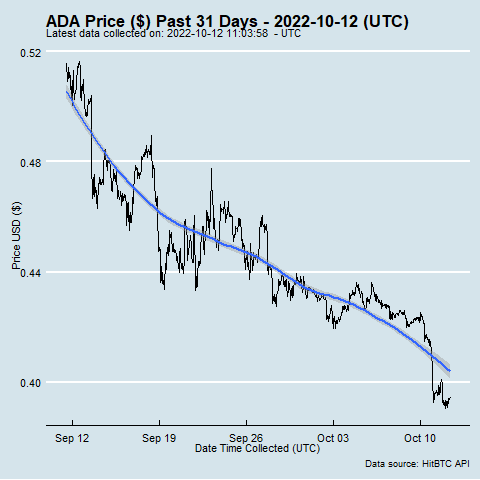 ADA Price ($) Past 31 Days - 2022-10-12 (UTC)
Latest data collected on: 2022-10-12 11:03:58 - UTC
0.52
0.48
0.44
0.40
Price USD ($)
Sep 12 Sep 19 Sep 26 Oct 03 Oct 10
Date Time Collected (UTC)
Data source: HitBTC API